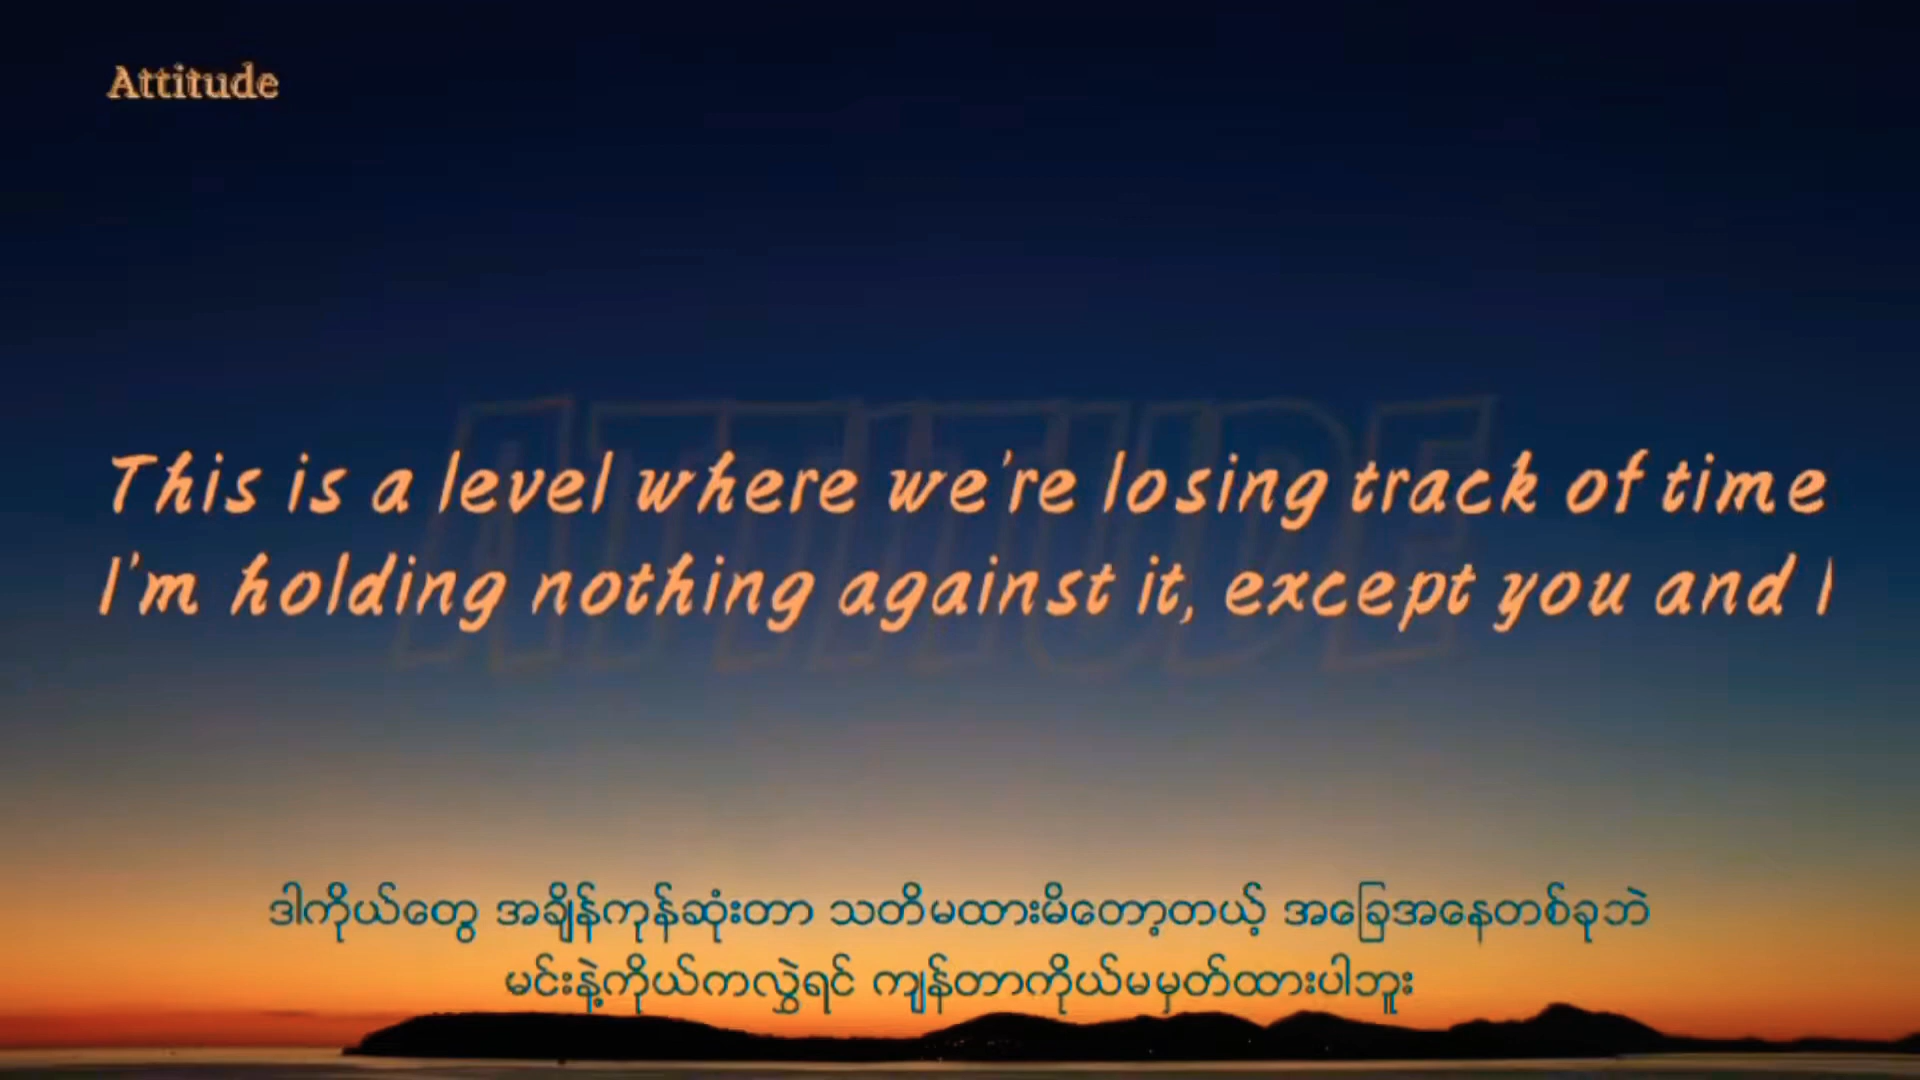 Attitude
ATTITUDE
This is a level where we're losing track of time
I'm holding nothing against it, except you and I
ဒါကိုယ်တွေ အချိန်ကုန်ဆုံးတာ သတိမထားမိတော့တယ့် အခြေအနေတစ်ခုဘဲ
မင်းနဲ့ကိုယ်ကလွှဲရင် ကျန်တာကိုယ်မမှတ်ထားပါဘူး